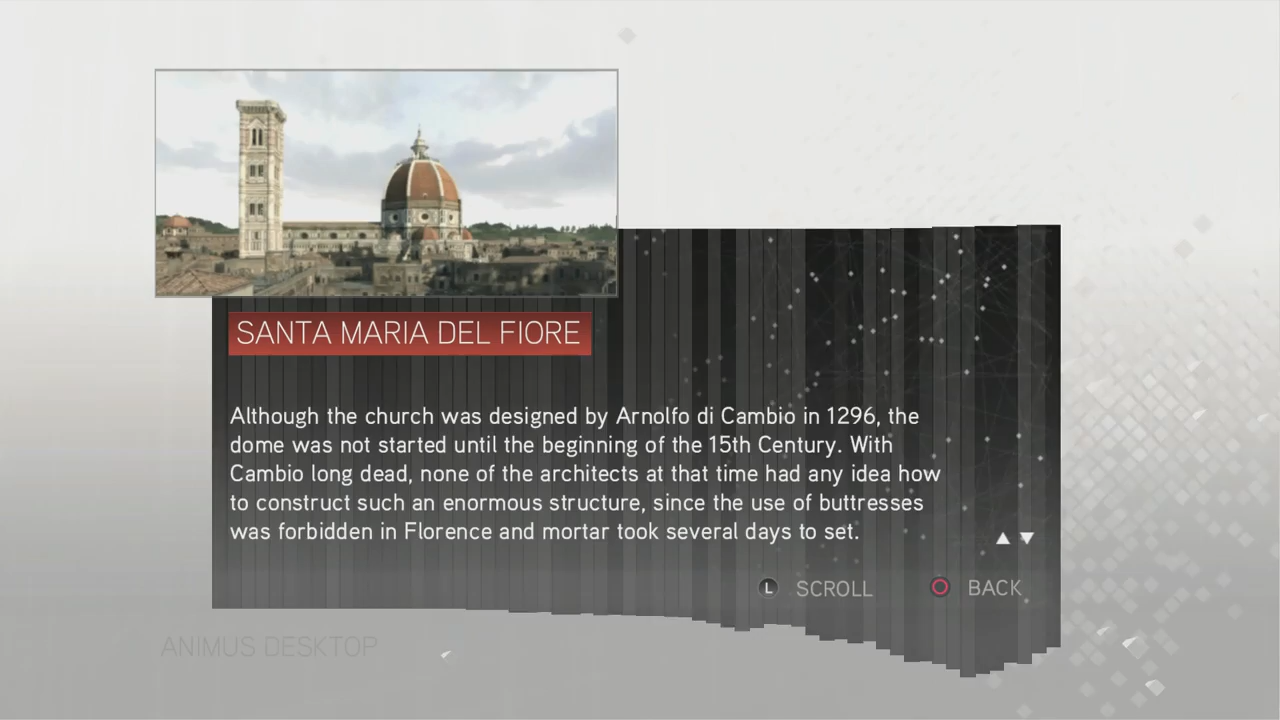 SANTA MARIA DEL FIORE
Although the church was designed by Arnolfo di Cambio in 1296, the
dome was not started until the beginning of the 15th Century. With
Cambio long dead, none of the architects at that time had any idea how
to construct such an enormous structure, since the use of buttresses
was forbidden in Florence and mortar took several days to set.
L SCROLL BACK
ANIMUS DESKTOP